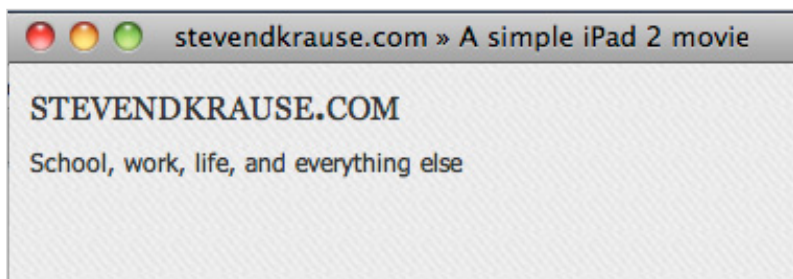 stevendkrause.com » A simple iPad 2 movie
STEVENDKRAUSE.COM
School, work, life, and everything else